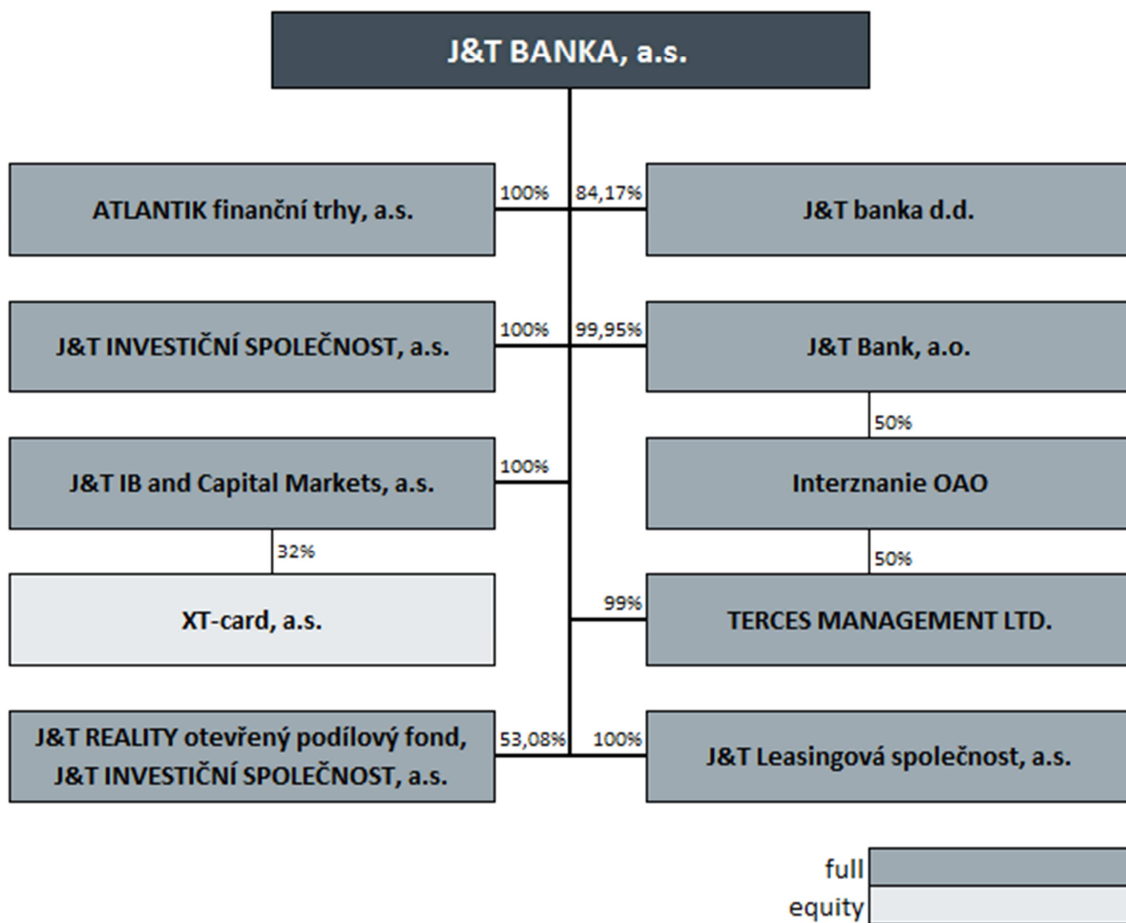 J&T BANKA, a.s.
ATLANTIK finanční trhy, a.s.
100%
84,17%
J&T banka d.d.
J&T INVESTIČNÍ SPOLEČNOST, a.s.
100%
99,95%
J&T Bank, a.o.
50%
J&T IB and Capital Markets, a.s.
100%
Interznanie OAO
32%
50%
XT-card, a.s.
99%
TERCES MANAGEMENT LTD.
J&T REALITY otevřený podílový fond,
J&T INVESTIČNÍ SPOLEČNOST, a.s.
53,08%
100%
J&T Leasingová společnost, a.s.
full
equity